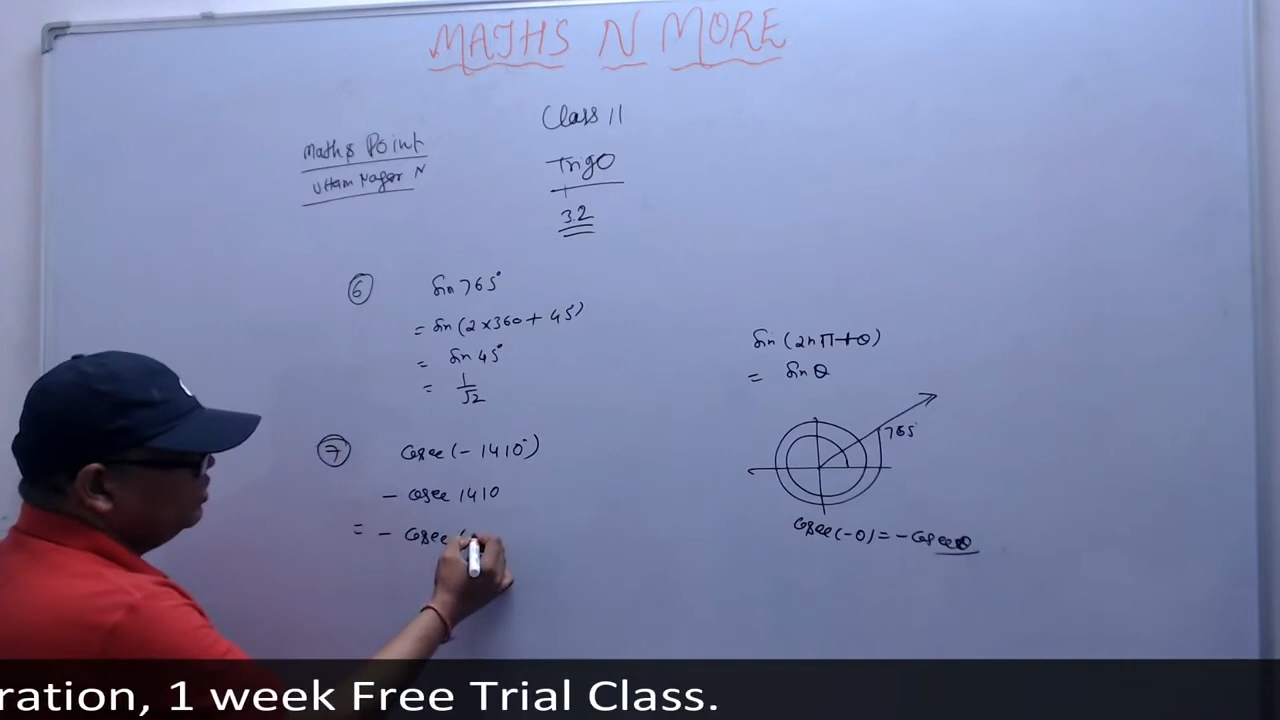 MATHS N MORE
Class 11
Maths Point
Uttam Nagar N
Trigo
3.2
6 Sin 765°
= Sin (2×360 + 45)
= Sin 45°
= 1/√2
Sin (2nπ+θ)
= Sin θ
765°
7 Cosec (-1410°)
- Cosec 1410
= - Cosec (
Cosec (-θ) = - Cosec θ
ration, 1 week Free Trial Class.